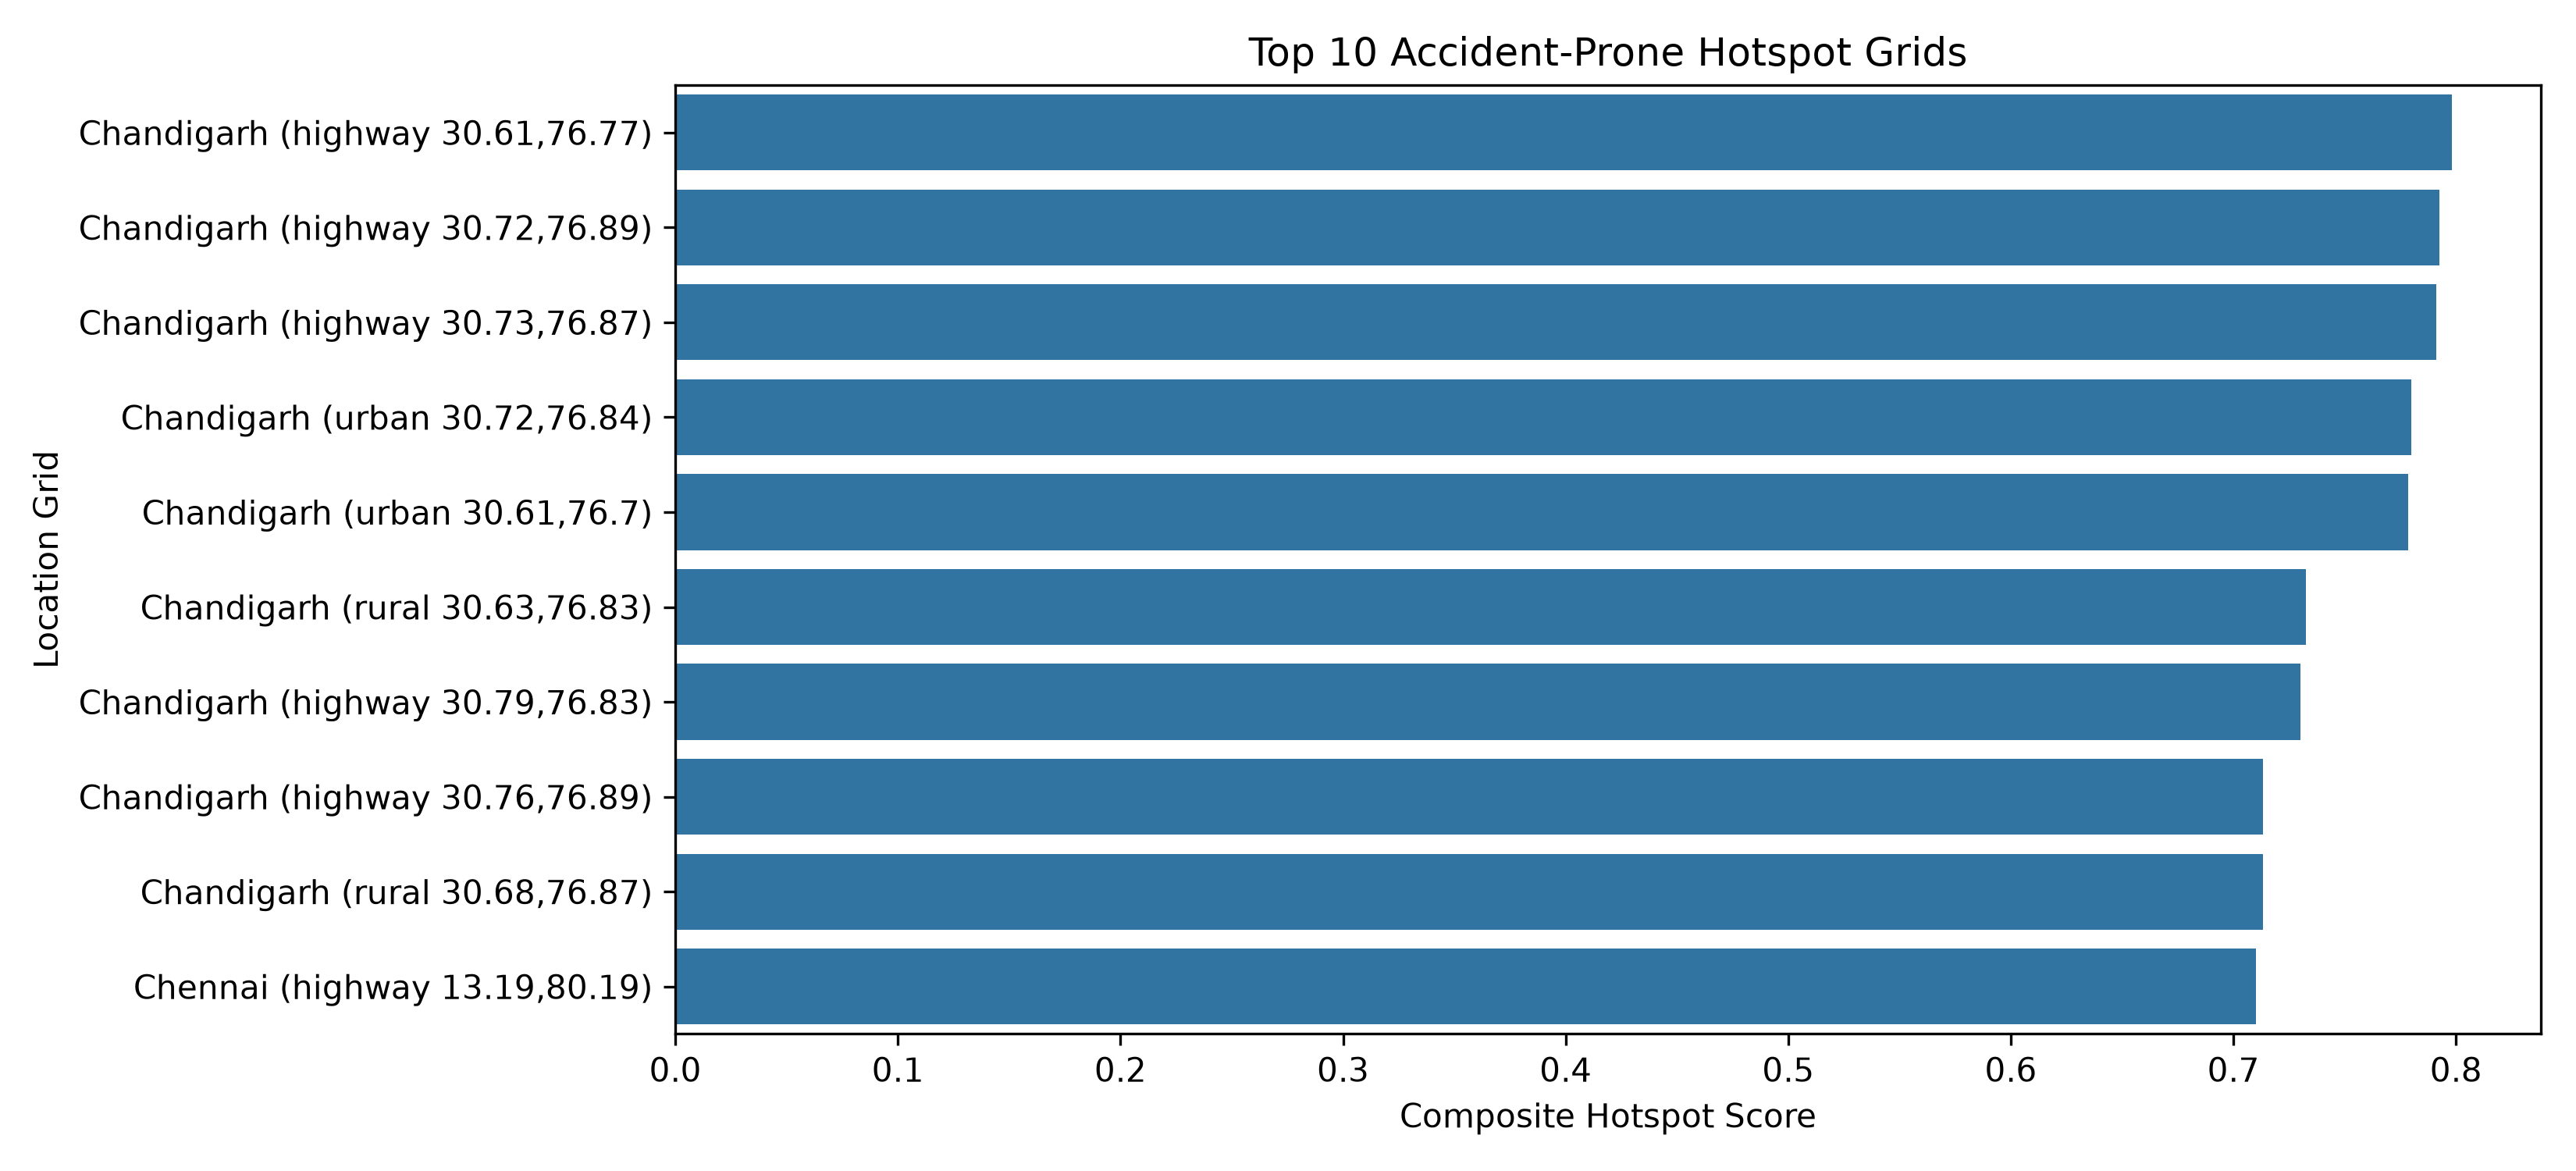 Top 10 Accident-Prone Hotspot Grids
Location Grid
Chandigarh (highway 30.61,76.77)
Chandigarh (highway 30.72,76.89)
Chandigarh (highway 30.73,76.87)
Chandigarh (urban 30.72,76.84)
Chandigarh (urban 30.61,76.7)
Chandigarh (rural 30.63,76.83)
Chandigarh (highway 30.79,76.83)
Chandigarh (highway 30.76,76.89)
Chandigarh (rural 30.68,76.87)
Chennai (highway 13.19,80.19)
0.0 0.1 0.2 0.3 0.4 0.5 0.6 0.7 0.8
Composite Hotspot Score